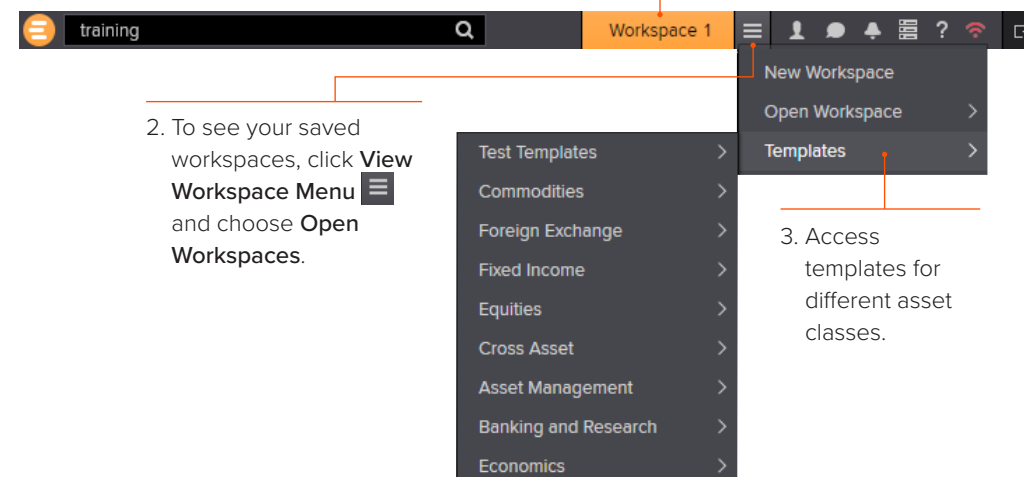 training
Workspace 1
?
New Workspace
Open Workspace
Templates
2. To see your saved
workspaces, click View
Workspace Menu
and choose Open
Workspaces.
Test Templates
Commodities
Foreign Exchange
Fixed Income
Equities
Cross Asset
Asset Management
Banking and Research
Economics
3. Access
templates for
different asset
classes.